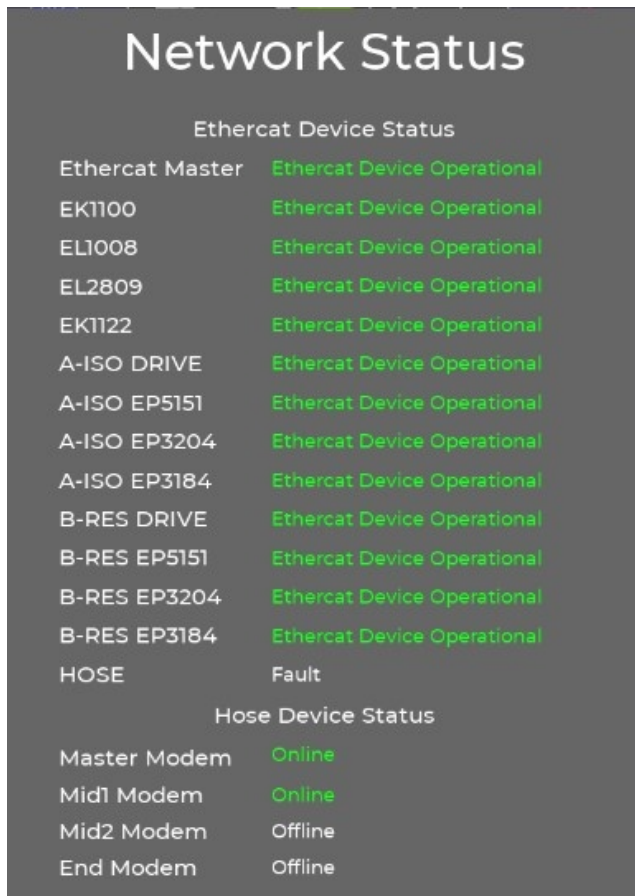 Network Status
Ethercat Device Status
Ethercat Master Ethercat Device Operational
EK1100 Ethercat Device Operational
EL1008 Ethercat Device Operational
EL2809 Ethercat Device Operational
EK1122 Ethercat Device Operational
A-ISO DRIVE Ethercat Device Operational
A-ISO EP5151 Ethercat Device Operational
A-ISO EP3204 Ethercat Device Operational
A-ISO EP3184 Ethercat Device Operational
B-RES DRIVE Ethercat Device Operational
B-RES EP5151 Ethercat Device Operational
B-RES EP3204 Ethercat Device Operational
B-RES EP3184 Ethercat Device Operational
HOSE Fault
Hose Device Status
Master Modem Online
Mid1 Modem Online
Mid2 Modem Offline
End Modem Offline